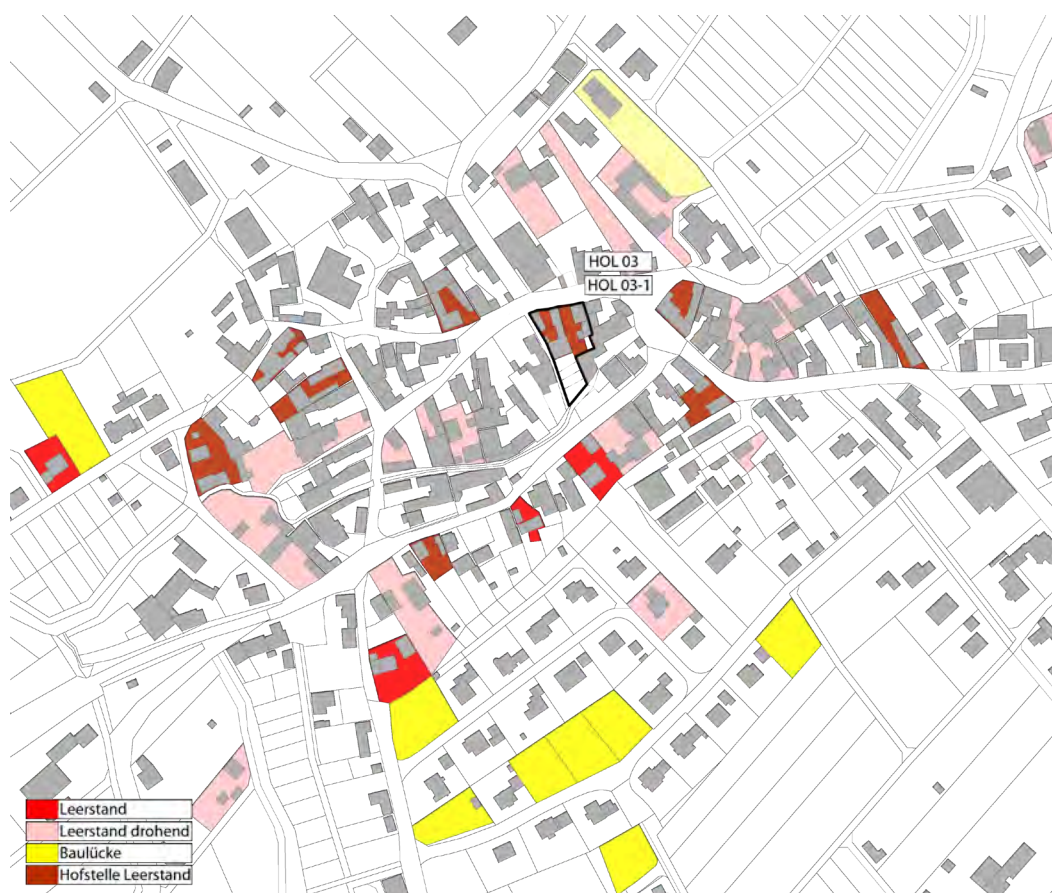 HOL 03
HOL 03-1
Leerstand
Leerstand drohend
Baulücke
Hofstelle Leerstand